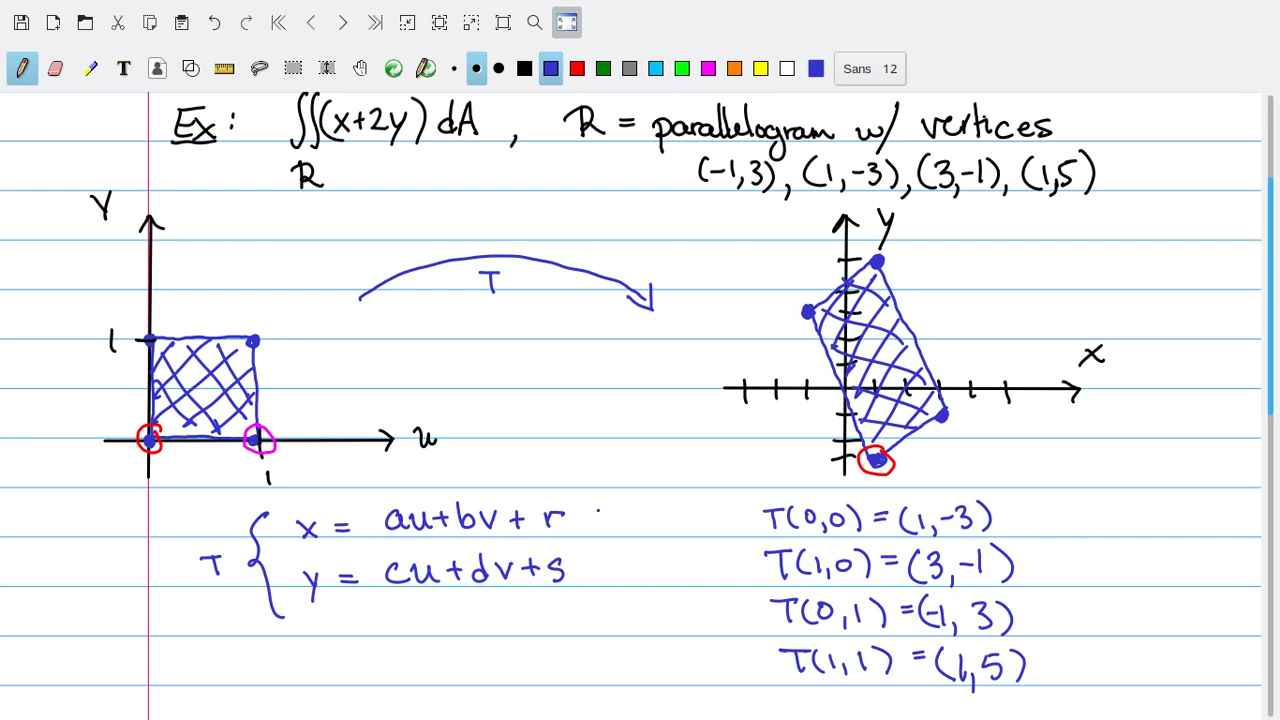 Sans 12
Ex: ∬(x+2y) dA, R = parallelogram w/ vertices
R
(-1,3), (1,-3), (3,-1), (1,5)
V
y
T
1
x
u
1
T { x = au+bv+r
y = cu+dv+s
T(0,0) = (1,-3)
T(1,0) = (3,-1)
T(0,1) = (-1, 3)
T(1,1) = (1,5)